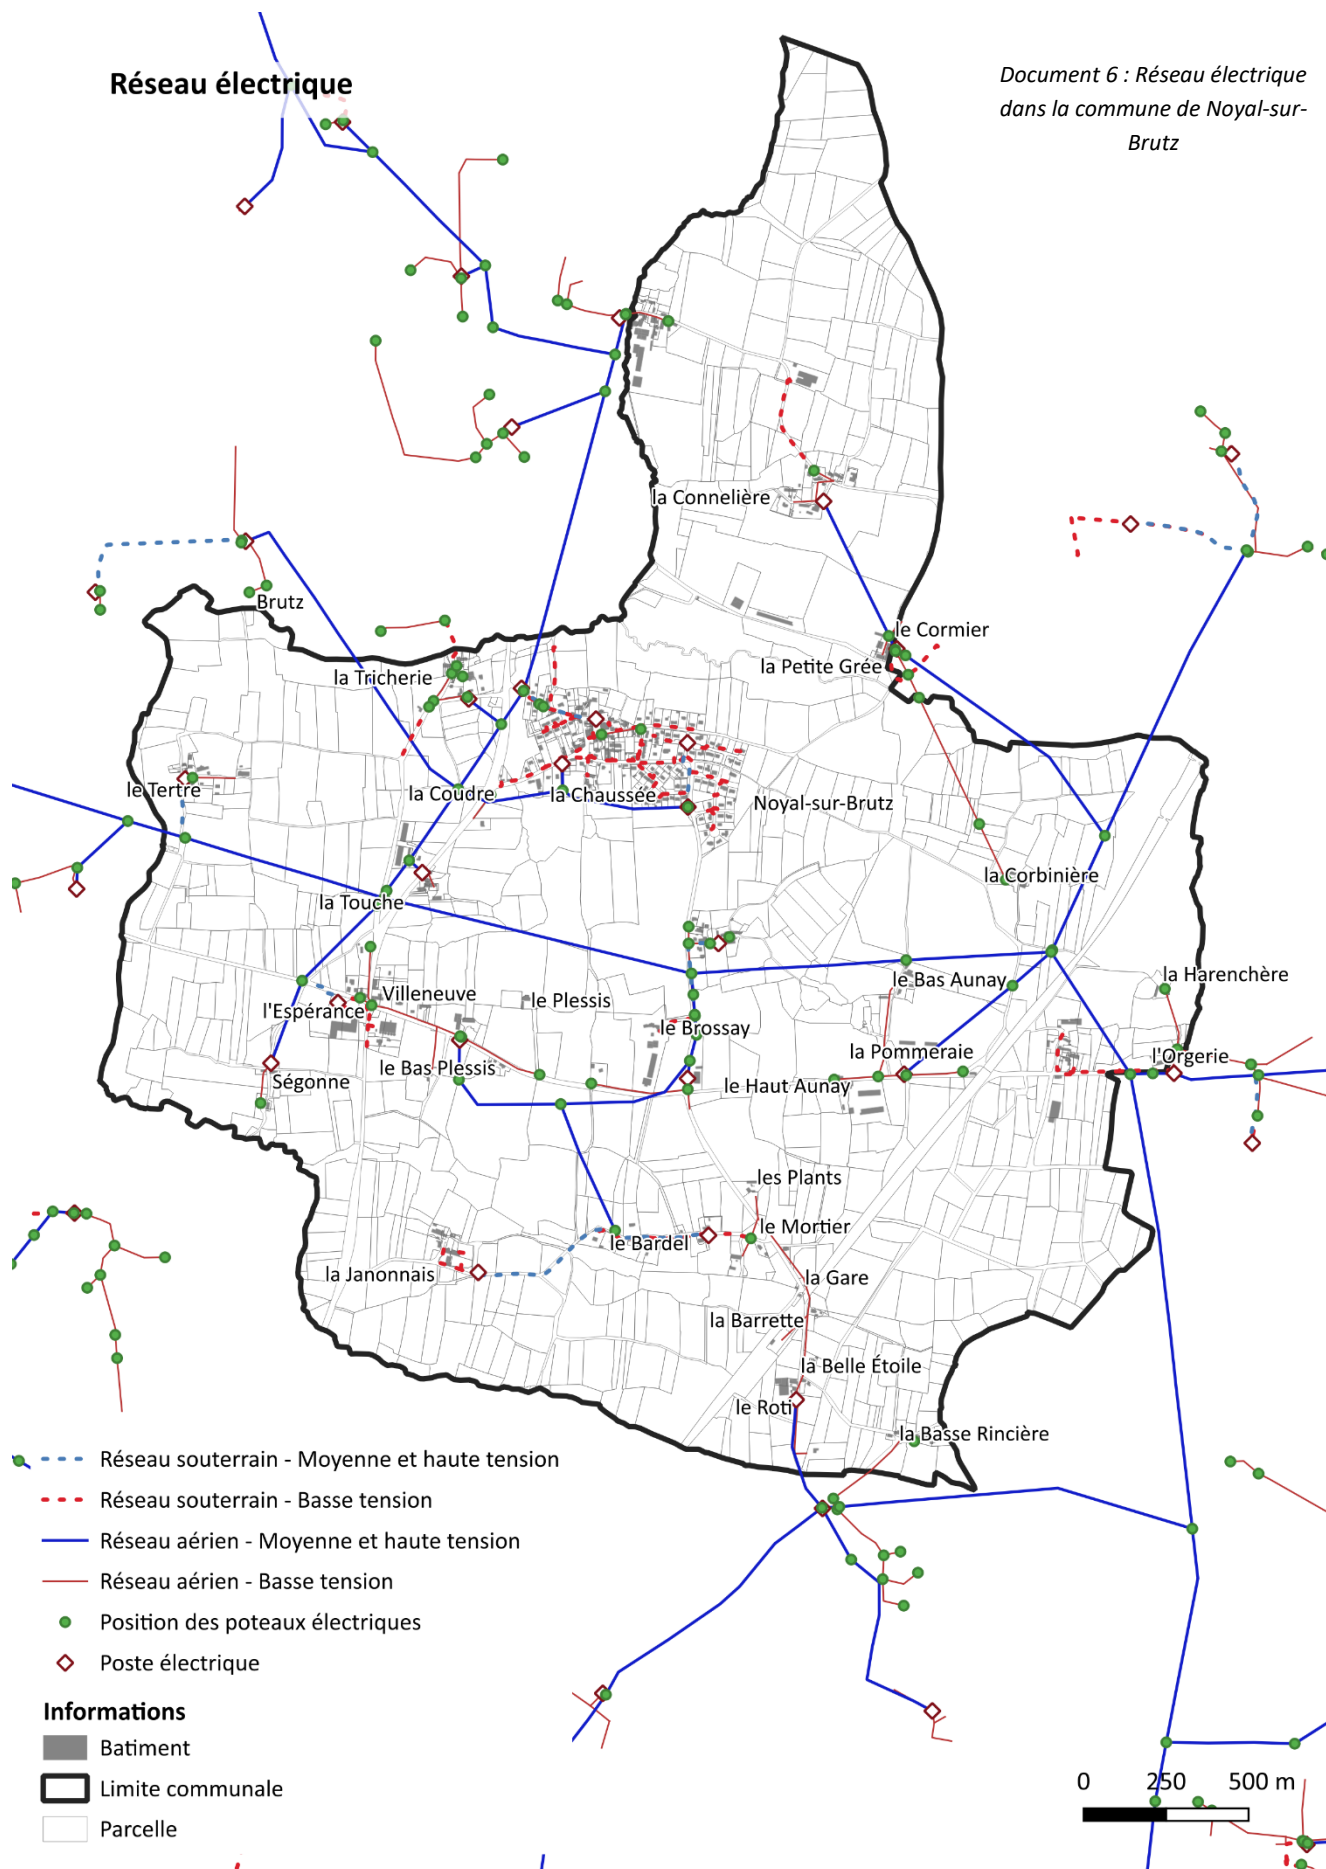 Réseau électrique
Document 6 : Réseau électrique
dans la commune de Noyal-sur-
Brutz
la Connelière
Brutz
le Cormier
la Petite Grée
la Tricherie
le Tertre
la Coudre
la Chaussée
Noyal-sur-Brutz
la Corbinière
la Touche
la Harenchère
le Bas Aunay
Villeneuve
le Plessis
l'Espérance
le Brossay
la Pommeraie
l'Orgerie
le Bas Plessis
Ségonne
le Haut Aunay
les Plants
le Mortier
le Bardel
la Janonnais
la Gare
la Barrette
la Belle Étoile
le Roti
la Basse Rincière
Réseau souterrain - Moyenne et haute tension
Réseau souterrain - Basse tension
Réseau aérien - Moyenne et haute tension
Réseau aérien - Basse tension
Position des poteaux électriques
Poste électrique
Informations
Batiment
Limite communale
Parcelle
0 250 500 m